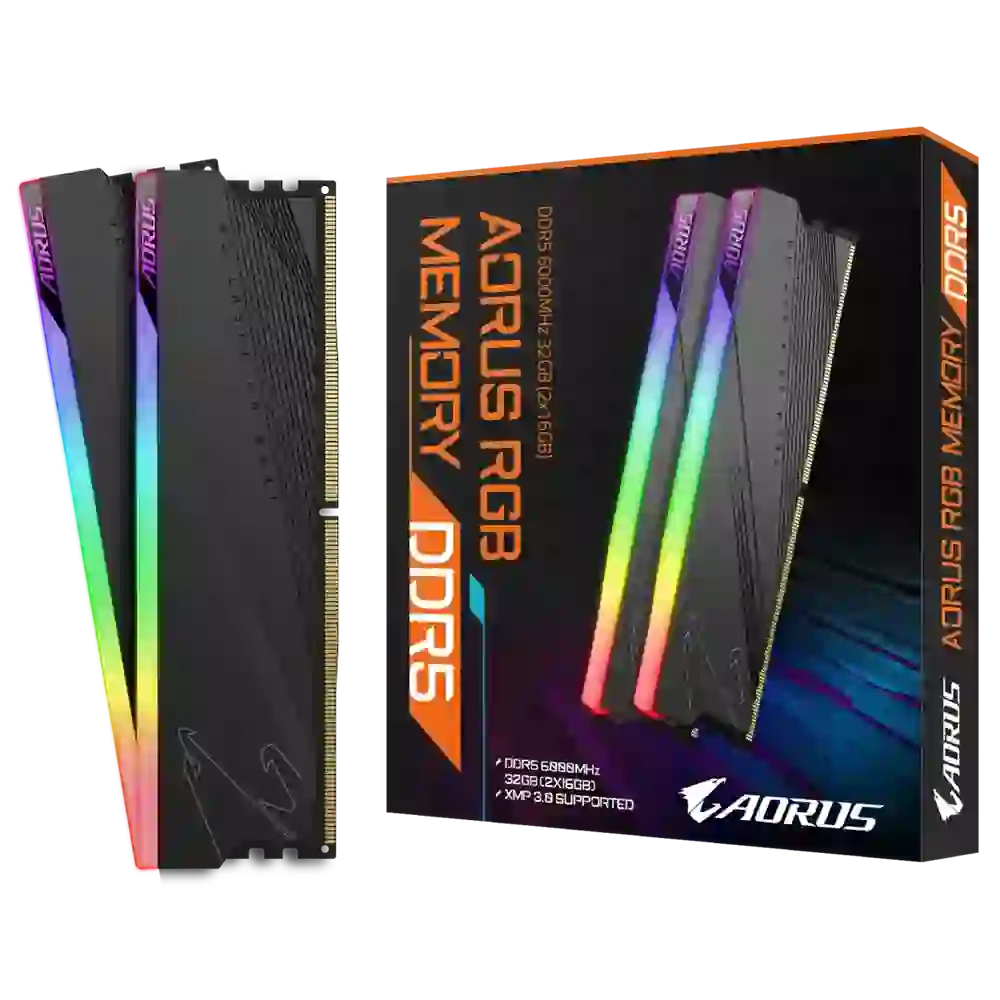 AORUS
AORUS
DDR5 6000MHz 32GB (2x16GB)
AORUS RGB
MEMORY DDR5
AORUS
AORUS
DDR5 6000MHz
32GB (2X16GB)
XMP 3.0 SUPPORTED
AORUS
AORUS RGB MEMORY DDR5
AORUS